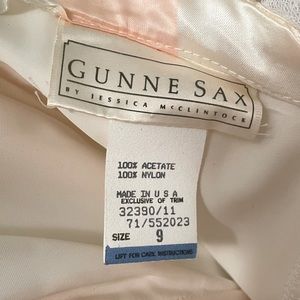 GUNNE SAX
BY JESSICA McCLINTOCK
100% ACETATE
100% NYLON
MADE IN U S A
EXCLUSIVE OF TRIM
32390/11
71/552023
SIZE 9
LIFT FOR CARE INSTRUCTIONS